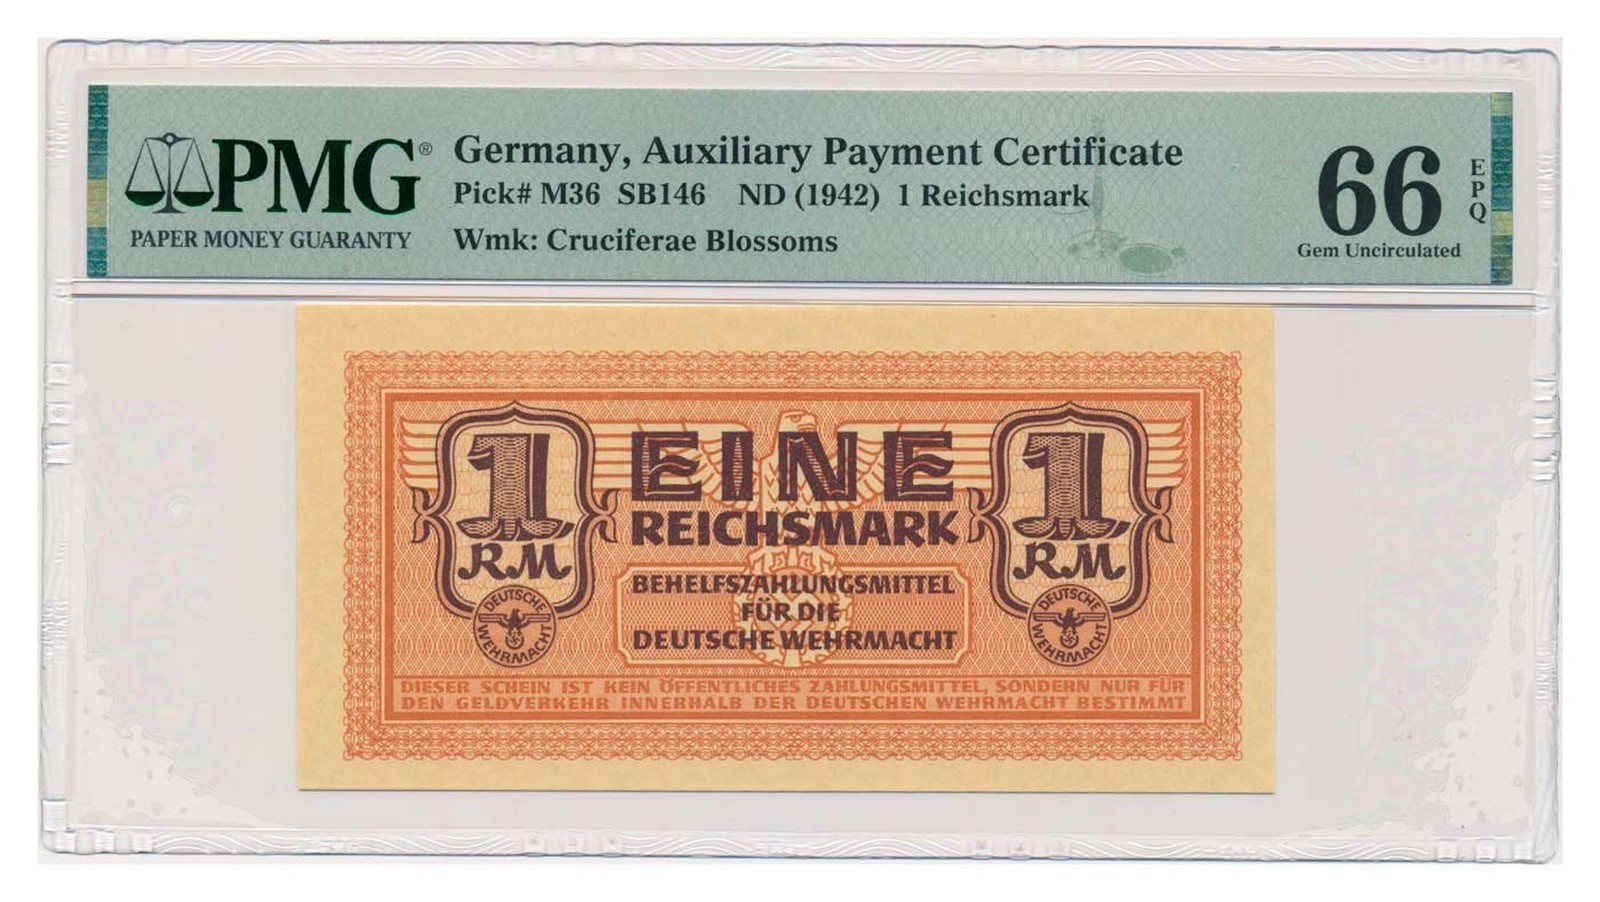 PMG®
PAPER MONEY GUARANTY
Germany, Auxiliary Payment Certificate
Pick# M36 SB146 ND (1942) 1 Reichsmark
Wmk: Cruciferae Blossoms
66
EPQ
Gem Uncirculated
1
RM
EINE
REICHSMARK
1
RM
BEHELFSZAHLUNGSMITTEL
FÜR DIE
DEUTSCHE WEHRMACHT
DEUTSCHE
WEHRMACHT
DEUTSCHE
WEHRMACHT
DIESER SCHEIN IST KEIN ÖFFENTLICHES ZAHLUNGSMITTEL, SONDERN NUR FÜR
DEN GELDVERKEHR INNERHALB DER DEUTSCHEN WEHRMACHT BESTIMMT